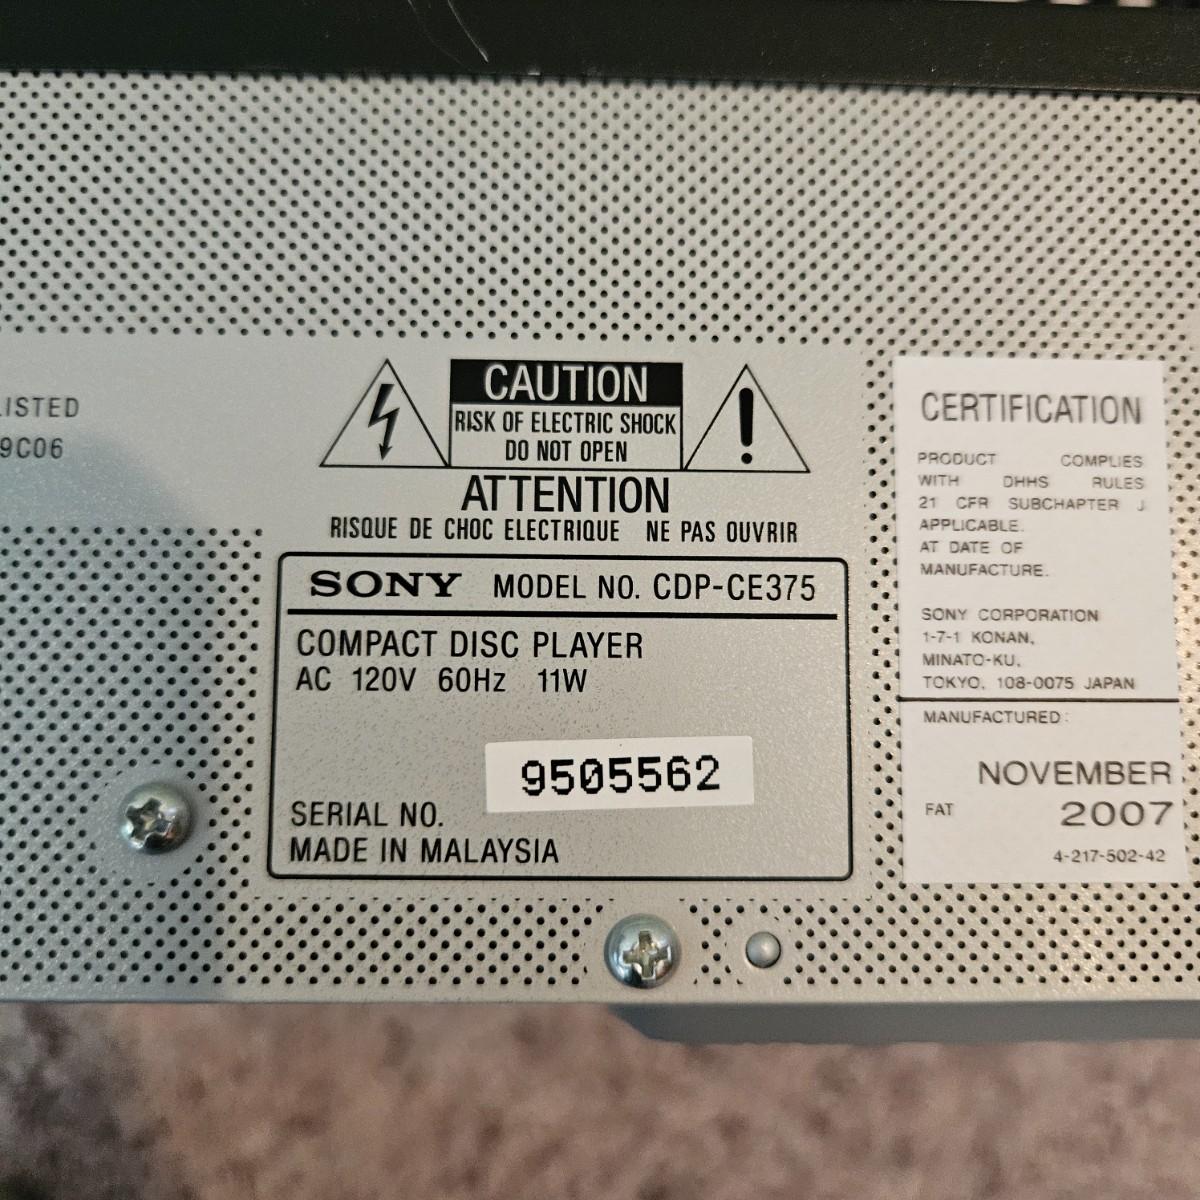 LISTED
9C06
CAUTION
RISK OF ELECTRIC SHOCK
DO NOT OPEN
ATTENTION
RISQUE DE CHOC ELECTRIQUE NE PAS OUVRIR
SONY MODEL NO. CDP-CE375
COMPACT DISC PLAYER
AC 120V 60Hz 11W
9505562
SERIAL NO.
MADE IN MALAYSIA
CERTIFICATION
PRODUCT COMPLIES
WITH DHHS RULES
21 CFR SUBCHAPTER J
APPLICABLE.
AT DATE OF
MANUFACTURE.
SONY CORPORATION
1-7-1 KONAN,
MINATO-KU,
TOKYO, 108-0075 JAPAN
MANUFACTURED:
NOVEMBER
FAT 2007
4-217-502-42